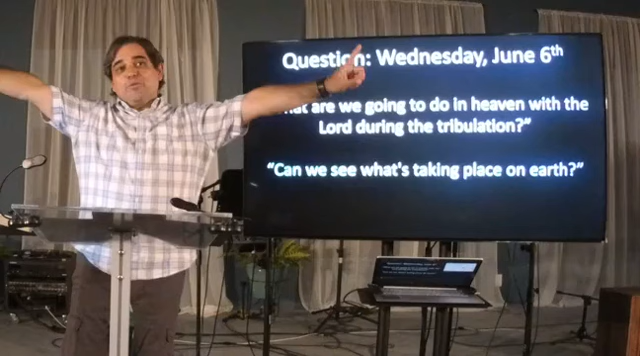 Question: Wednesday, June 6th
are we going to do in heaven with the
Lord during the tribulation?”
“Can we see what's taking place on earth?”